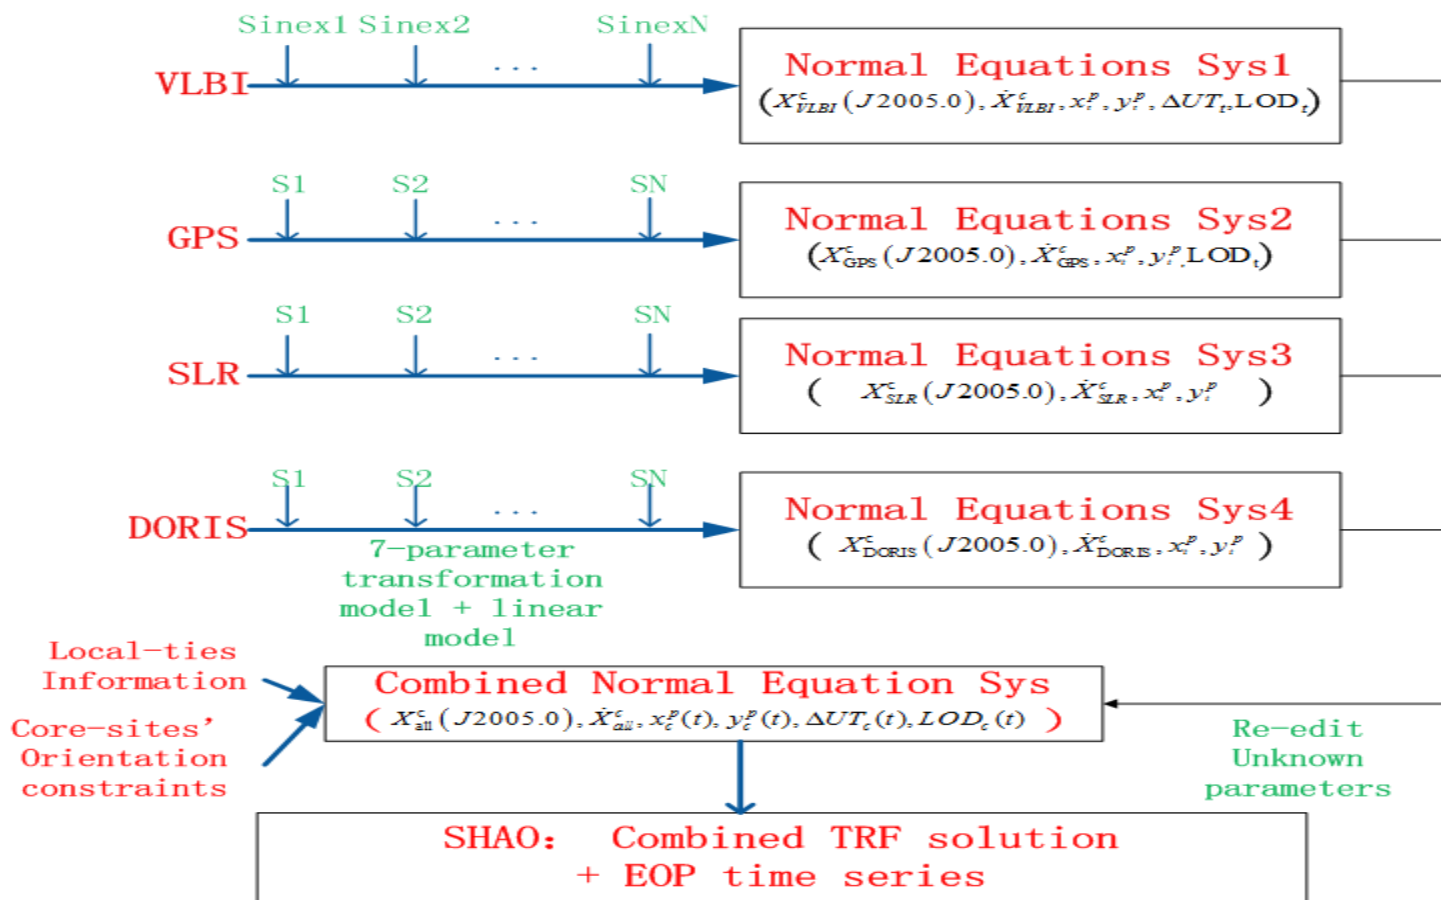 Sinex1 Sinex2 SinexN
...
VLBI
Normal Equations Sys1
(X^c_VLBI(J2005.0), Ẋ^c_VLBI, x^p_t, y^p_t, ΔUT_t, LOD_t)
S1 S2 SN
...
GPS
Normal Equations Sys2
(X^c_GPS(J2005.0), Ẋ^c_GPS, x^p_t, y^p_t, LOD_t)
S1 S2 SN
...
SLR
Normal Equations Sys3
( X^c_SLR(J2005.0), Ẋ^c_SLR, x^p_t, y^p_t )
S1 S2 SN
...
DORIS
Normal Equations Sys4
( X^c_DORIS(J2005.0), Ẋ^c_DORIS, x^p_t, y^p_t )
7-parameter
transformation
model + linear
model
Local-ties
Information
Core-sites'
Orientation
constraints
Combined Normal Equation Sys
( X^c_all(J2005.0), Ẋ^c_all, x^p_c(t), y^p_c(t), ΔUT_c(t), LOD_c(t) )
Re-edit
Unknown
parameters
SHAO: Combined TRF solution
+ EOP time series